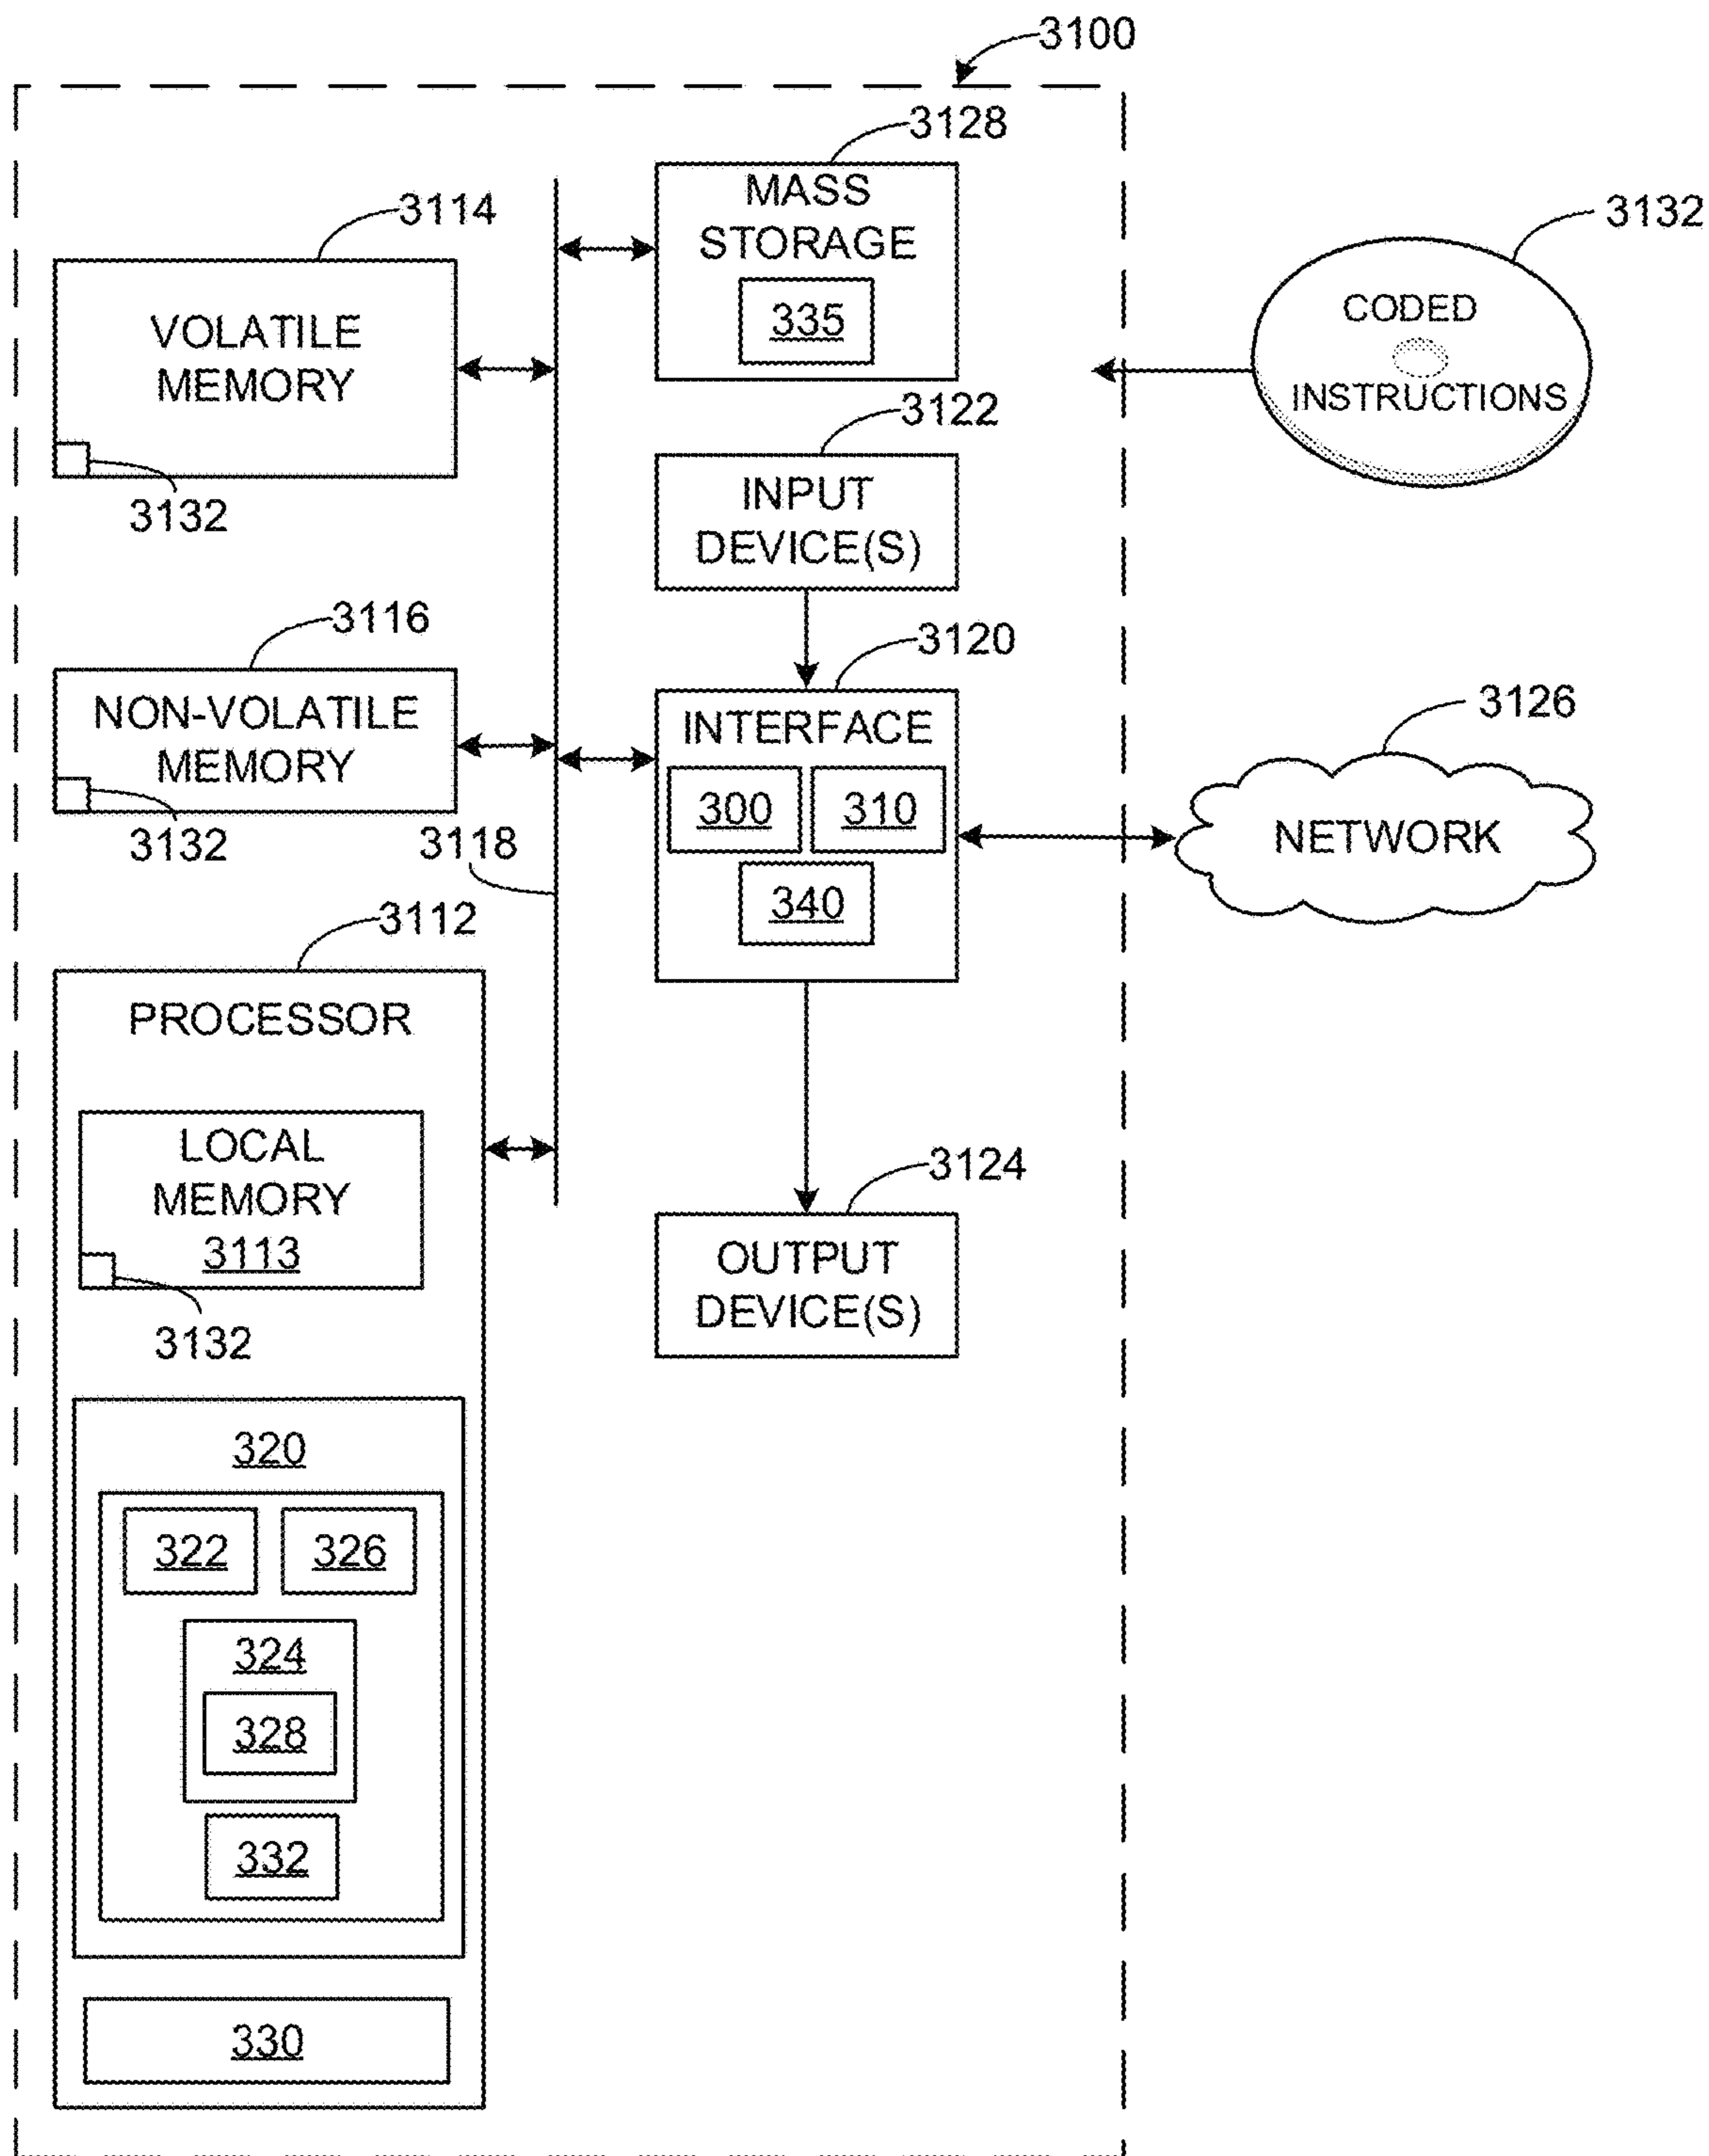 3100
3128
MASS
STORAGE
335
3114
VOLATILE
MEMORY
3132
3132
CODED
INSTRUCTIONS
3122
INPUT
DEVICE(S)
3116
NON-VOLATILE
MEMORY
3132
3120
INTERFACE
300
310
340
3126
NETWORK
3118
3112
PROCESSOR
LOCAL
MEMORY
3113
3132
3124
OUTPUT
DEVICE(S)
320
322
326
324
328
332
330